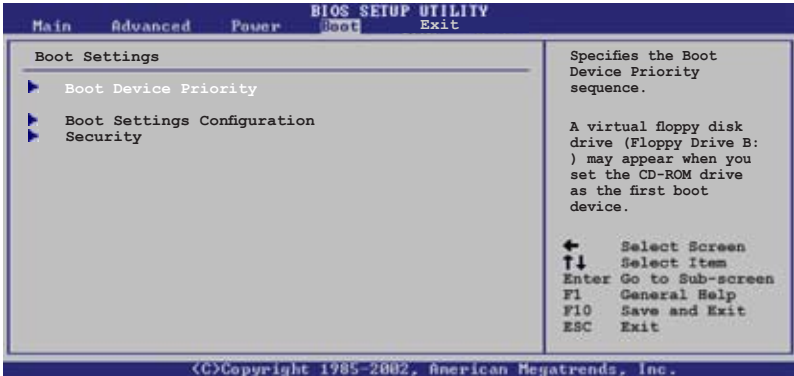 BIOS SETUP UTILITY
Main Advanced Power Boot Exit
Boot Settings
Boot Device Priority
Boot Settings Configuration
Security
Specifies the Boot
Device Priority
sequence.
A virtual floppy disk
drive (Floppy Drive B:
) may appear when you
set the CD-ROM drive
as the first boot
device.
← Select Screen
↑↓ Select Item
Enter Go to Sub-screen
F1 General Help
F10 Save and Exit
ESC Exit
(C)Copyright 1985-2002, American Megatrends, Inc.